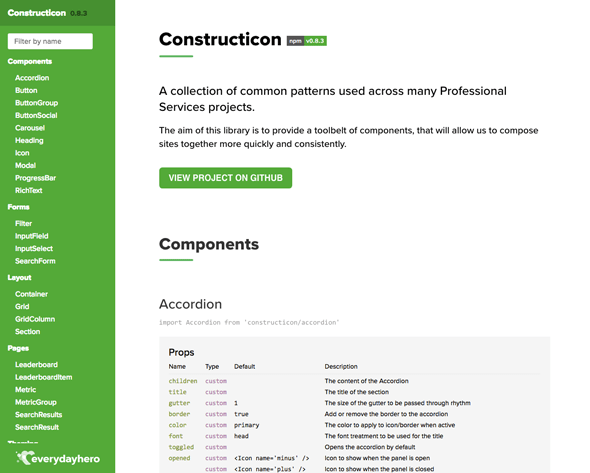 Constructicon 0.8.3
Filter by name
Components
Accordion
Button
ButtonGroup
ButtonSocial
Carousel
Heading
Icon
Modal
ProgressBar
RichText
Forms
Filter
InputField
InputSelect
SearchForm
Layout
Container
Grid
GridColumn
Section
Pages
Leaderboard
LeaderboardItem
Metric
MetricGroup
SearchResults
SearchResult
everydayhero
Constructicon npm v0.8.3
A collection of common patterns used across many Professional
Services projects.
The aim of this library is to provide a toolbelt of components, that will allow us to compose
sites together more quickly and consistently.
VIEW PROJECT ON GITHUB
Components
Accordion
import Accordion from 'constructicon/accordion'
Props
Name Type Default Description
children custom The content of the Accordion
title custom The title of the section
gutter custom 1 The size of the gutter to be passed through rhythm
border custom true Add or remove the border to the accordion
color custom primary The color to apply to icon/border when active
font custom head The font treatment to be used for the title
toggled custom Opens the accordion by default
opened custom <Icon name='minus' /> Icon to show when the panel is open
custom <Icon name='plus' /> Icon to show when the panel is closed